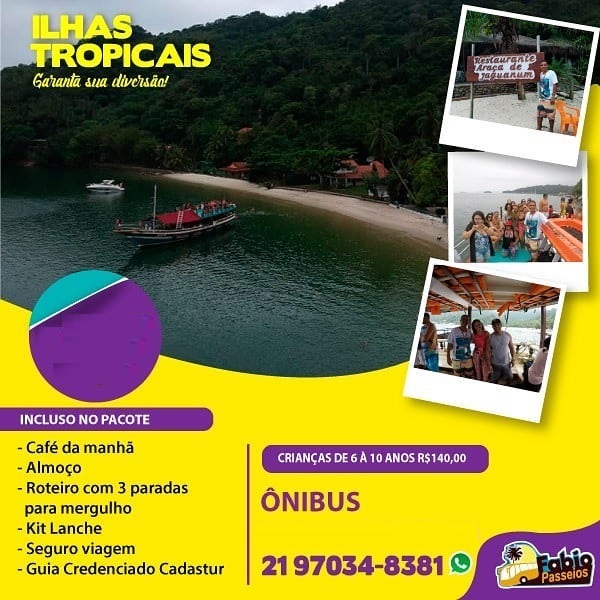 ILHAS
TROPICAIS
Garanta sua diversão!
Restaurante
Araça de
Jaguanum
INCLUSO NO PACOTE
- Café da manhã
- Almoço
- Roteiro com 3 paradas
para mergulho
- Kit Lanche
- Seguro viagem
- Guia Credenciado Cadastur
CRIANÇAS DE 6 À 10 ANOS R$140,00
ÔNIBUS
21 97034-8381
Fabio
Passeios